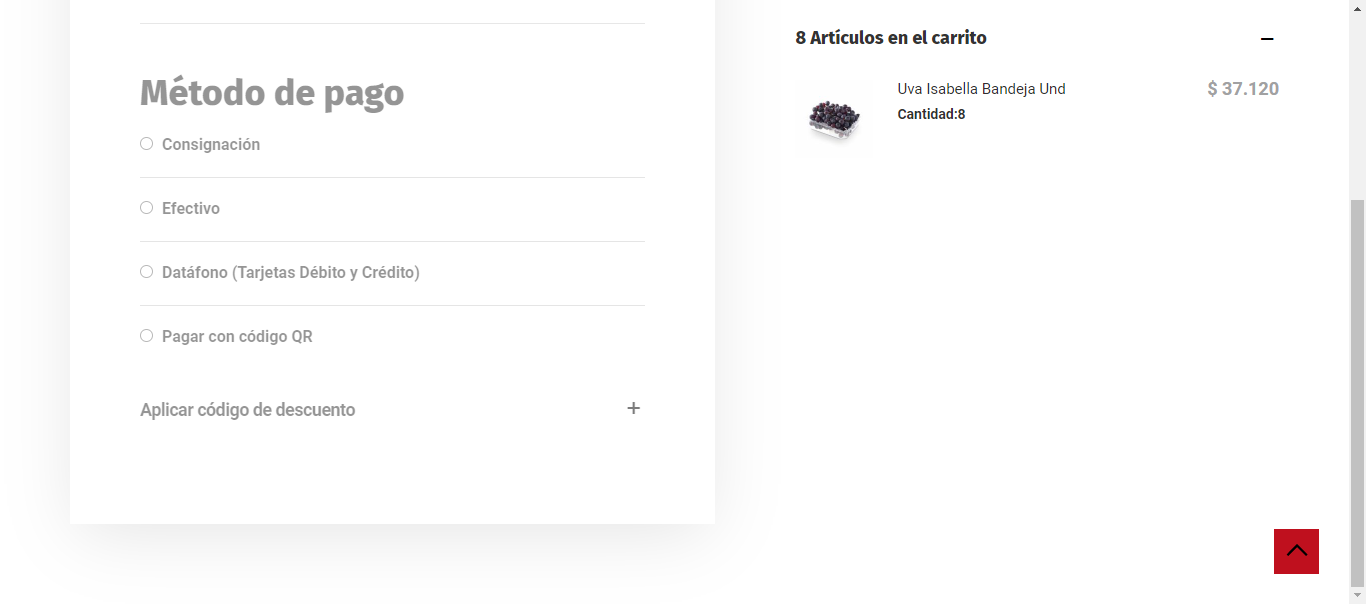 Método de pago
Consignación
Efectivo
Datáfono (Tarjetas Débito y Crédito)
Pagar con código QR
Aplicar código de descuento
8 Artículos en el carrito
Uva Isabella Bandeja Und
$ 37.120
Cantidad:8